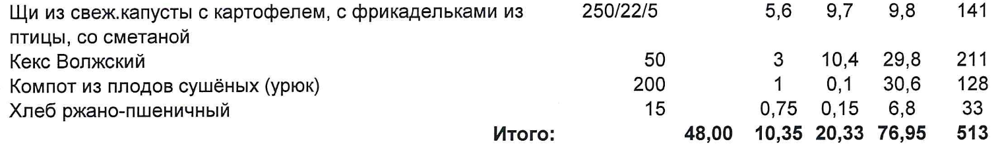 Щи из свеж.капусты с картофелем, с фрикадельками из 250/22/5 5,6 9,7 9,8 141
птицы, со сметаной
Кекс Волжский 50 3 10,4 29,8 211
Компот из плодов сушёных (урюк) 200 1 0,1 30,6 128
Хлеб ржано-пшеничный 15 0,75 0,15 6,8 33
Итого: 48,00 10,35 20,33 76,95 513